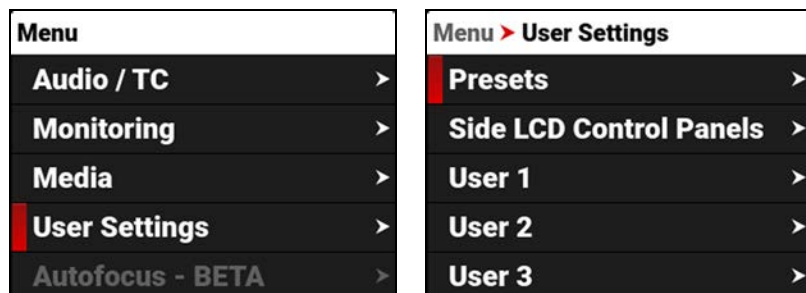 Menu
Audio / TC
Monitoring
Media
User Settings
Autofocus - BETA
Menu > User Settings
Presets
Side LCD Control Panels
User 1
User 2
User 3